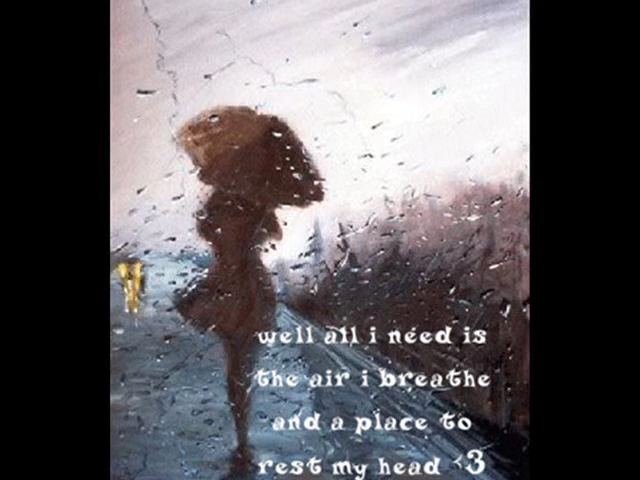 well all i need is
the air i breathe
and a place to
rest my head <3